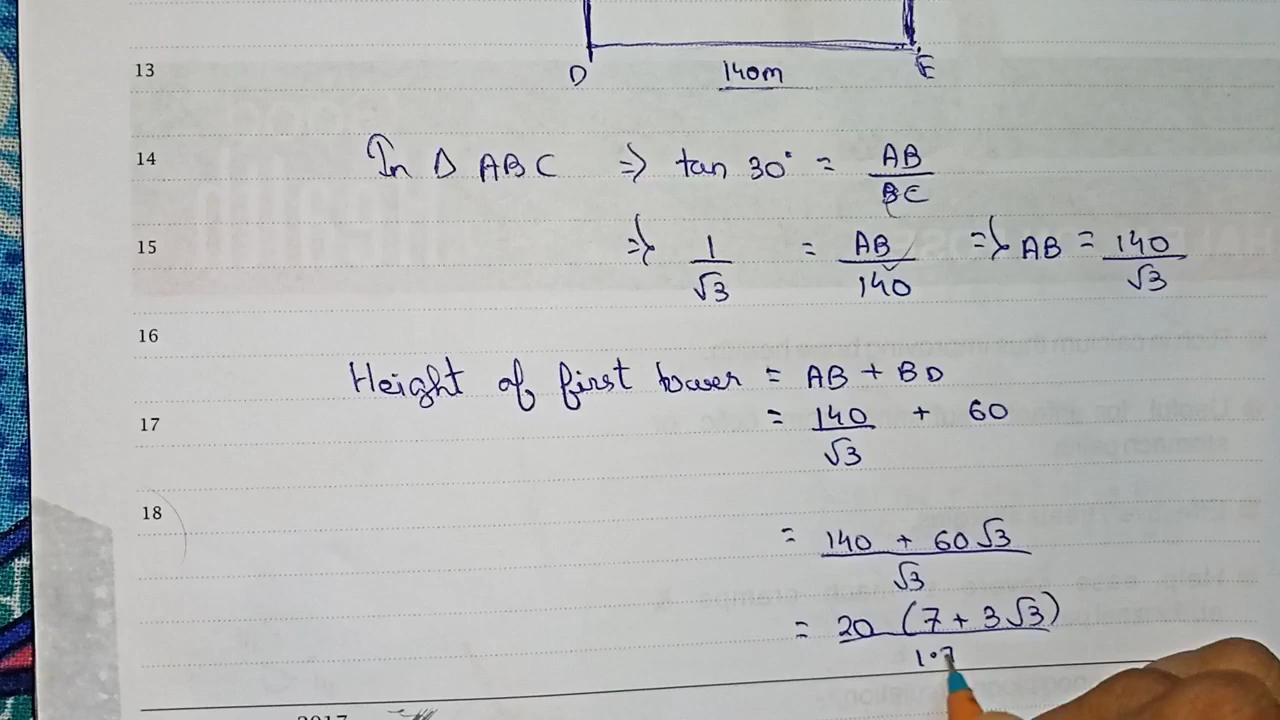 D 140m E
13
14 In Δ ABC ⇒ tan 30° = AB/BC
15 ⇒ 1/√3 = AB/140 ⇒ AB = 140/√3
16
Height of first tower = AB + BD
17 = 140/√3 + 60
18
= 140 + 60√3/√3
= 20 (7 + 3√3)/1.7
2017